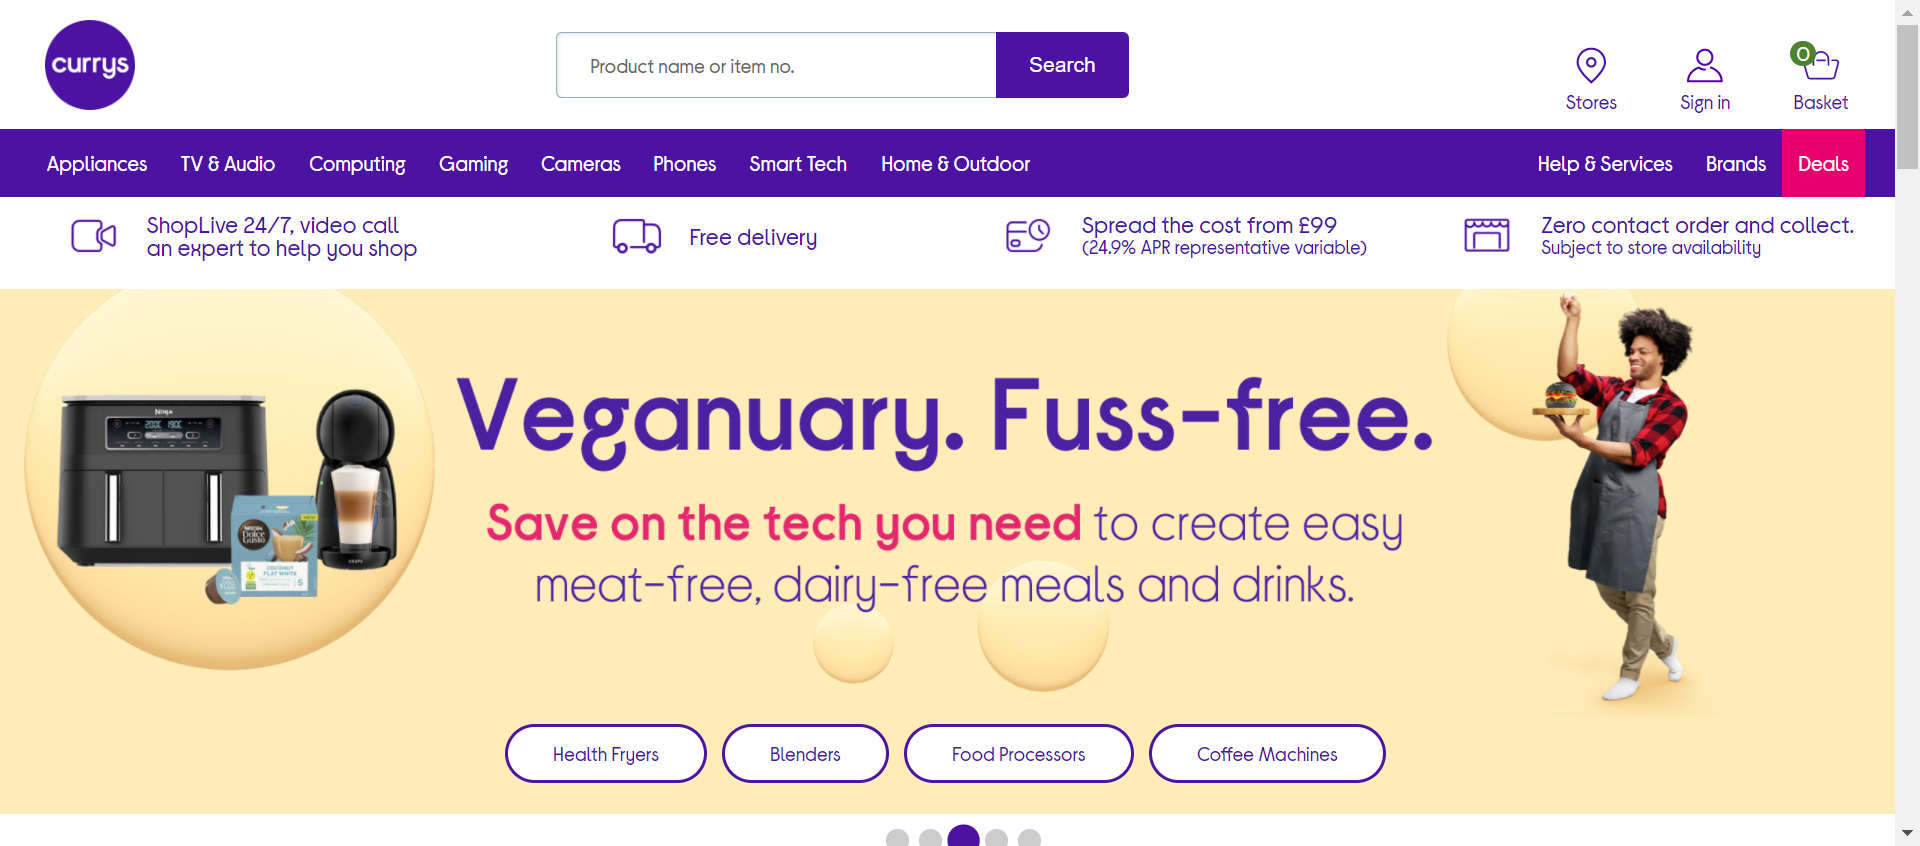 currys
Product name or item no.
Search
Stores
Sign in
0
Basket
Appliances
TV & Audio
Computing
Gaming
Cameras
Phones
Smart Tech
Home & Outdoor
Help & Services
Brands
Deals
ShopLive 24/7, video call
an expert to help you shop
Free delivery
Spread the cost from £99
(24.9% APR representative variable)
Zero contact order and collect.
Subject to store availability
Veganuary. Fuss-free.
Save on the tech you need to create easy
meat-free, dairy-free meals and drinks.
NINJA
200C 190C
NESCAFÉ
Dolce
Gusto
COCONUT
FLAT WHITE
KRUPS
Health Fryers
Blenders
Food Processors
Coffee Machines